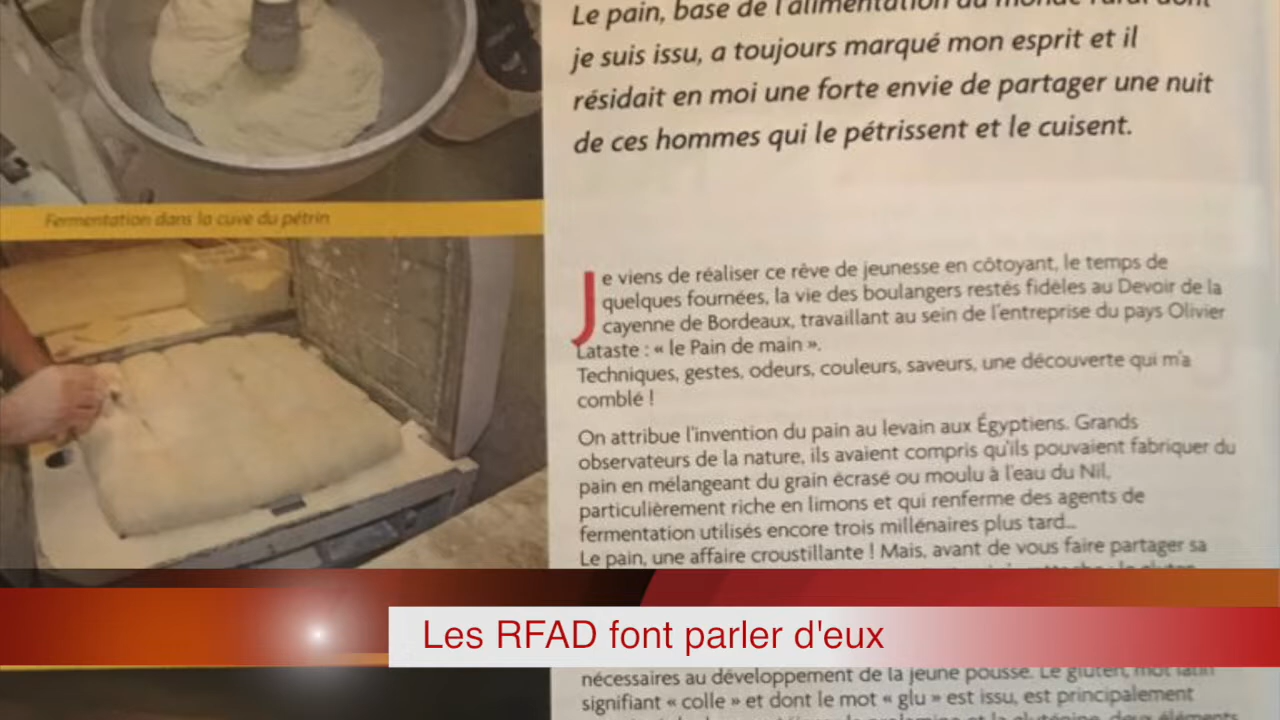 Le pain, base de l'alimentation du monde rural dont
je suis issu, a toujours marqué mon esprit et il
résidait en moi une forte envie de partager une nuit
de ces hommes qui le pétrissent et le cuisent.
Fermentation dans la cuve du pétrin
Je viens de réaliser ce rêve de jeunesse en côtoyant, le temps de
quelques fournées, la vie des boulangers restés fidèles au Devoir de la
cayenne de Bordeaux, travaillant au sein de l'entreprise du pays Olivier
Lataste : « le Pain de main ».
Techniques, gestes, odeurs, couleurs, saveurs, une découverte qui m'a
comblé !
On attribue l'invention du pain au levain aux Égyptiens. Grands
observateurs de la nature, ils avaient compris qu'ils pouvaient fabriquer du
pain en mélangeant du grain écrasé ou moulu à l'eau du Nil,
particulièrement riche en limons et qui renferme des agents de
fermentation utilisés encore trois millénaires plus tard...
Le pain, une affaire croustillante ! Mais, avant de vous faire partager sa
Les RFAD font parler d'eux
nécessaires au développement de la jeune pousse. Le gluten, mot latin
signifiant « colle » et dont le mot « glu » est issu, est principalement